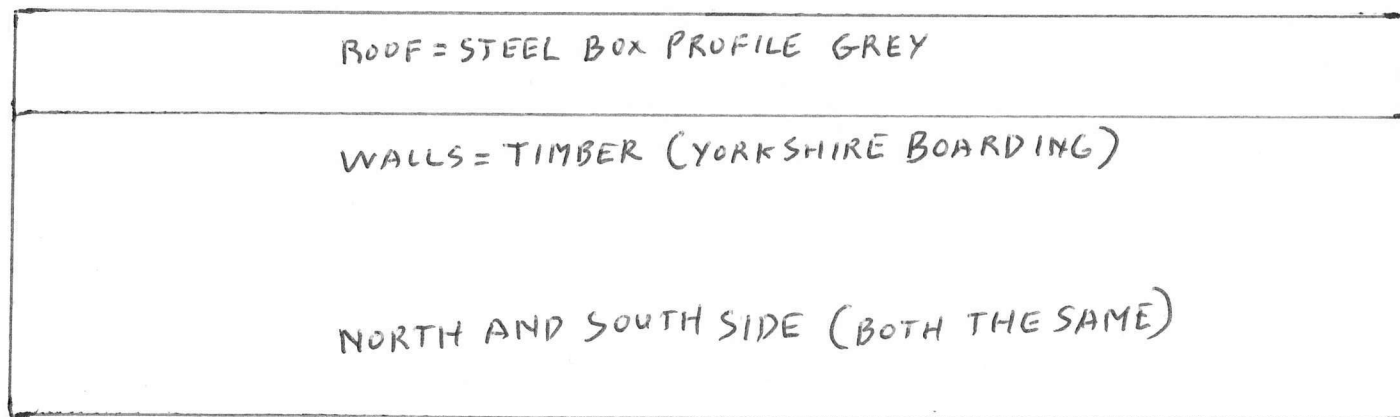 ROOF = STEEL BOX PROFILE GREY
WALLS = TIMBER (YORKSHIRE BOARDING)
NORTH AND SOUTH SIDE (BOTH THE SAME)